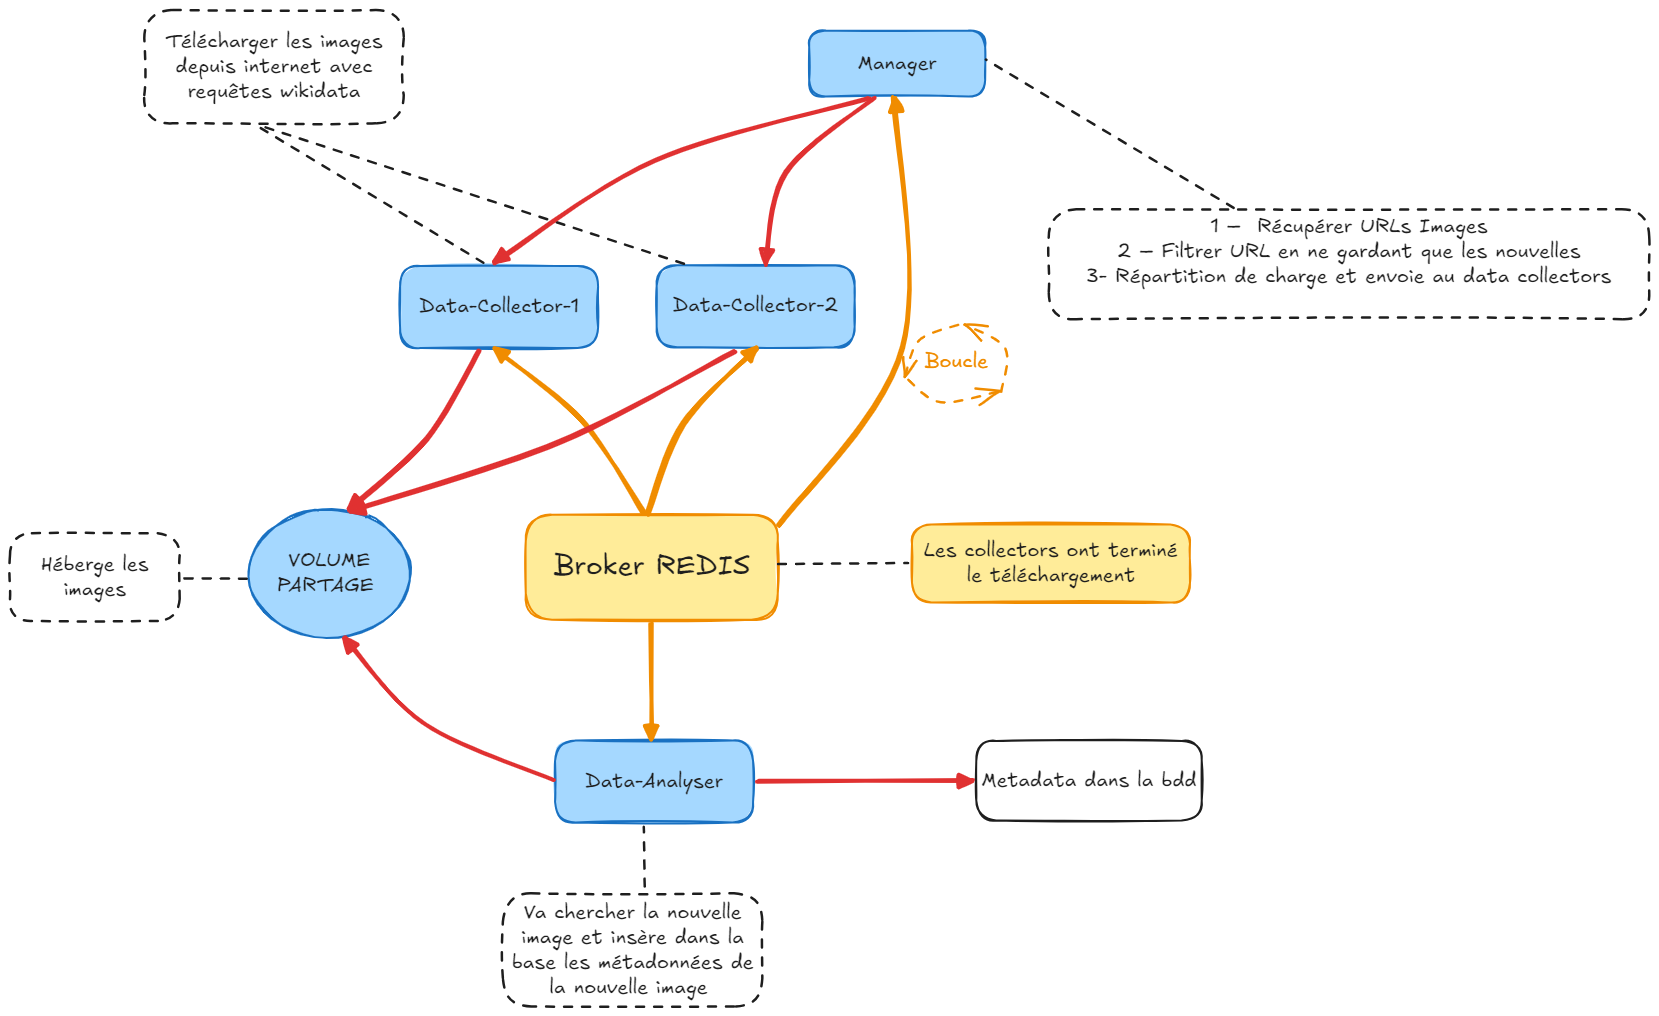 Télécharger les images
depuis internet avec
requêtes wikidata
Manager
1 – Récupérer URLs Images
2 – Filtrer URL en ne gardant que les nouvelles
3- Répartition de charge et envoie au data collectors
Data-Collector-1
Data-Collector-2
Boucle
Héberge les
images
VOLUME
PARTAGE
Broker REDIS
Les collectors ont terminé
le téléchargement
Data-Analyser
Metadata dans la bdd
Va chercher la nouvelle
image et insère dans la
base les métadonnées de
la nouvelle image